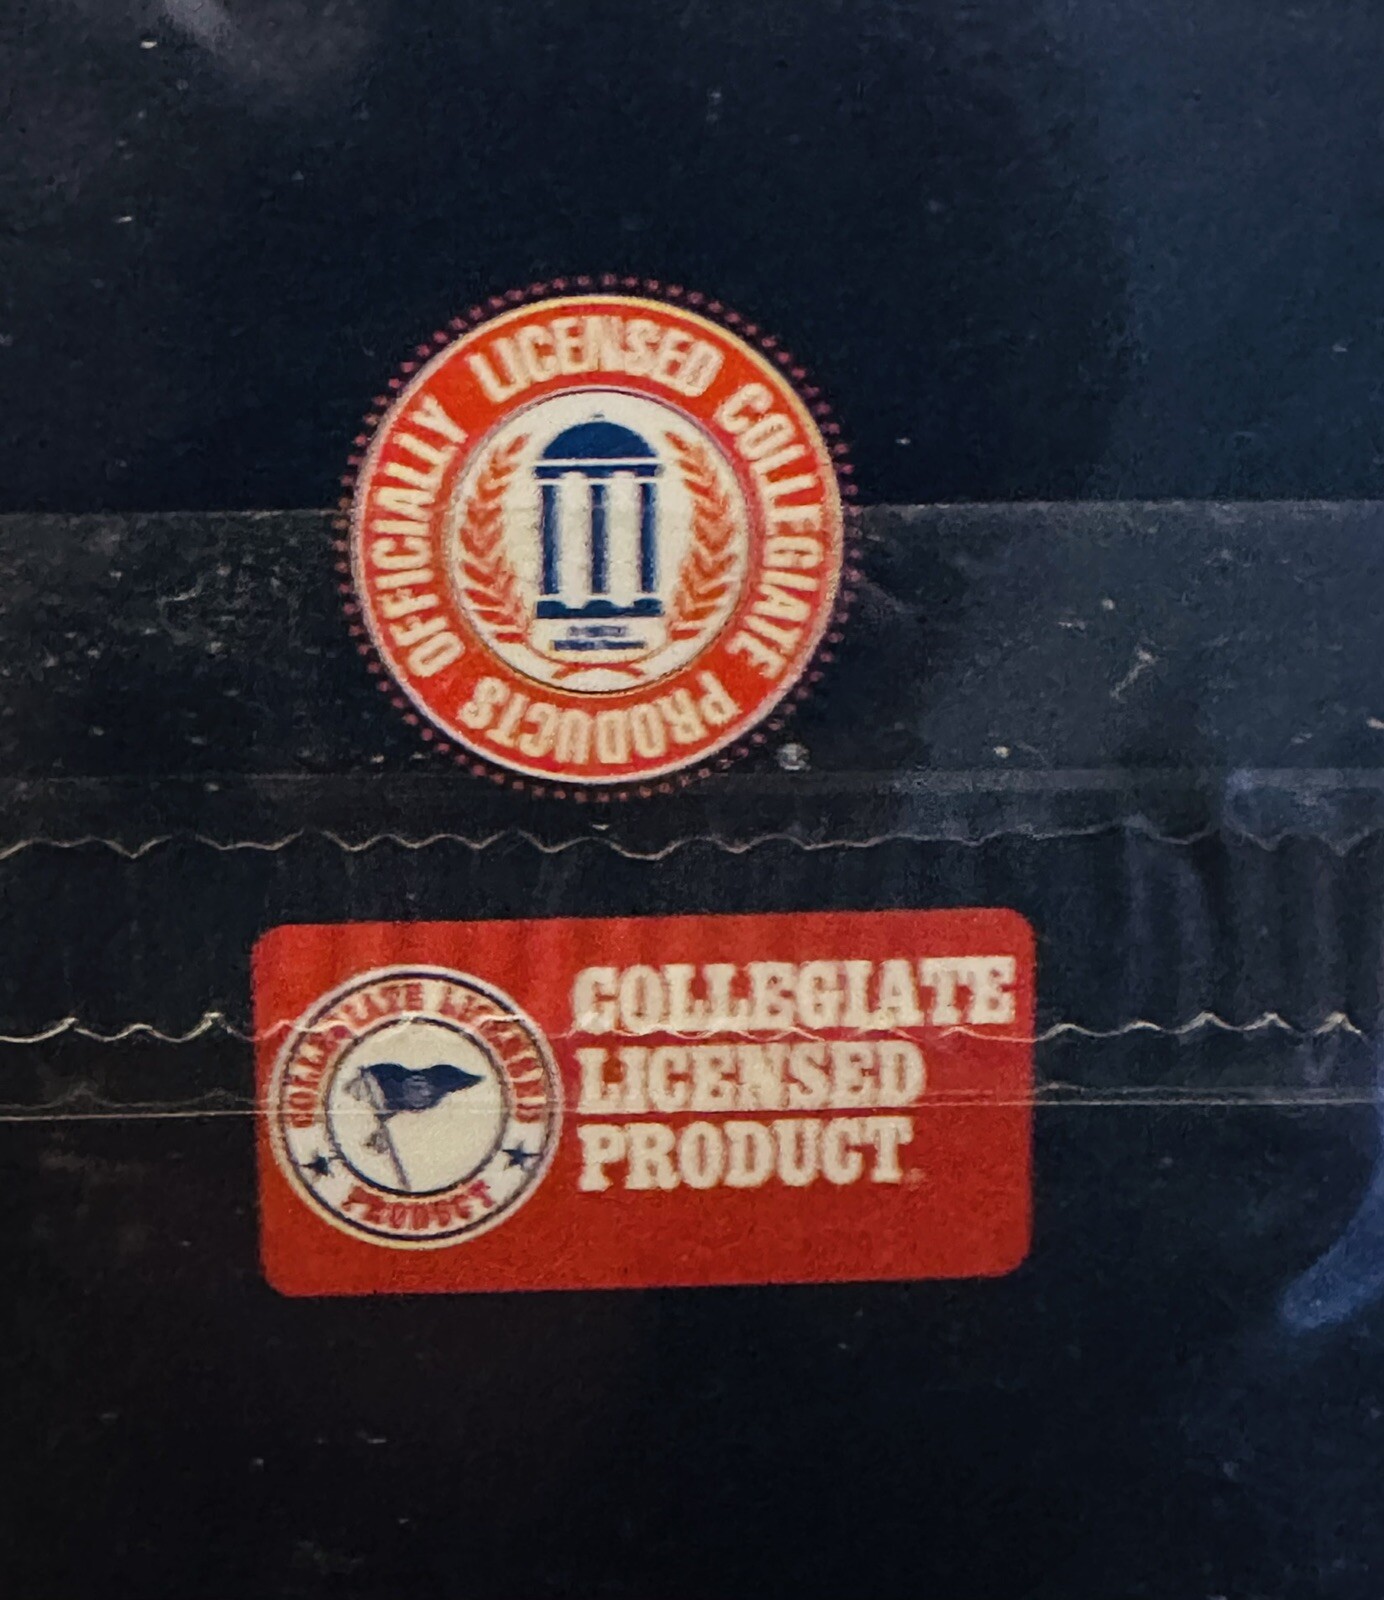 OFFICIALLY LICENSED COLLEGIATE PRODUCTS
COLLEGIATE LICENSED
PRODUCT
COLLEGIATE
LICENSED
PRODUCT